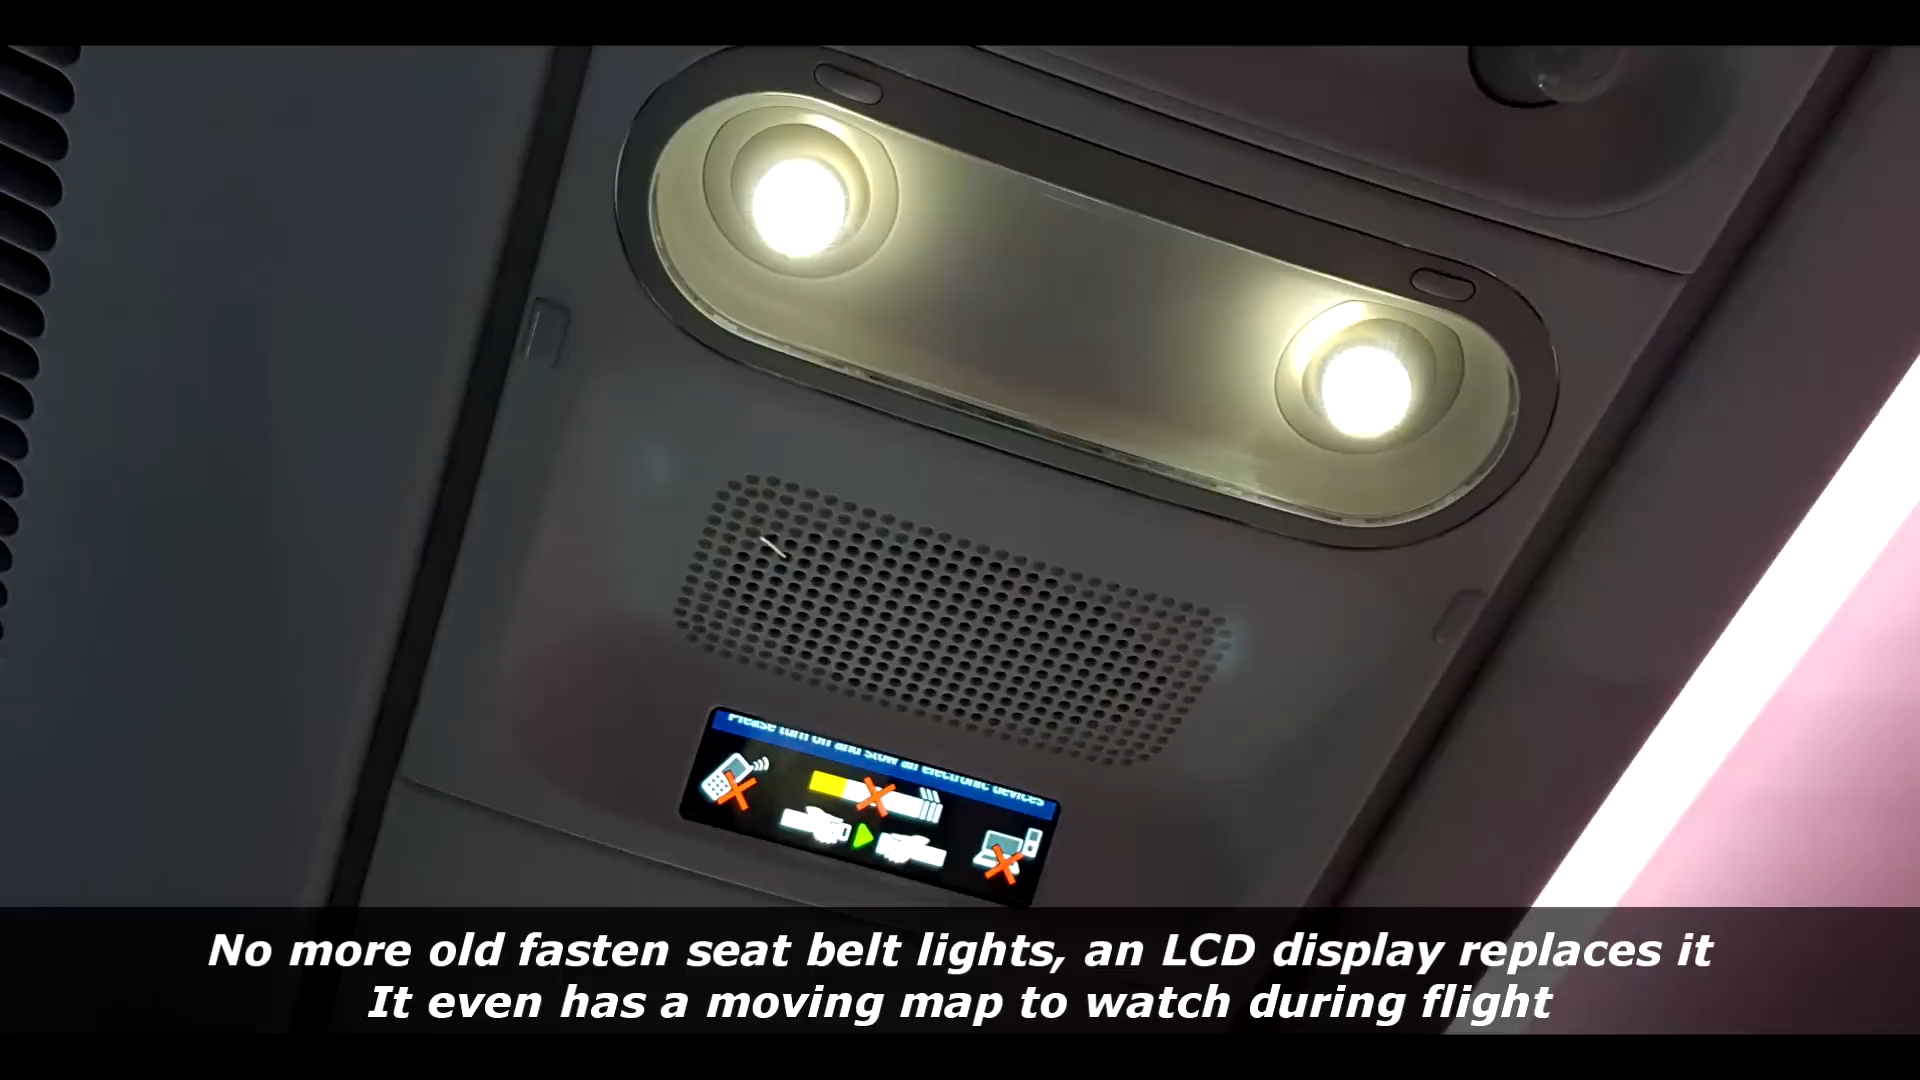 Please turn off and stow all electronic devices
No more old fasten seat belt lights, an LCD display replaces it
It even has a moving map to watch during flight